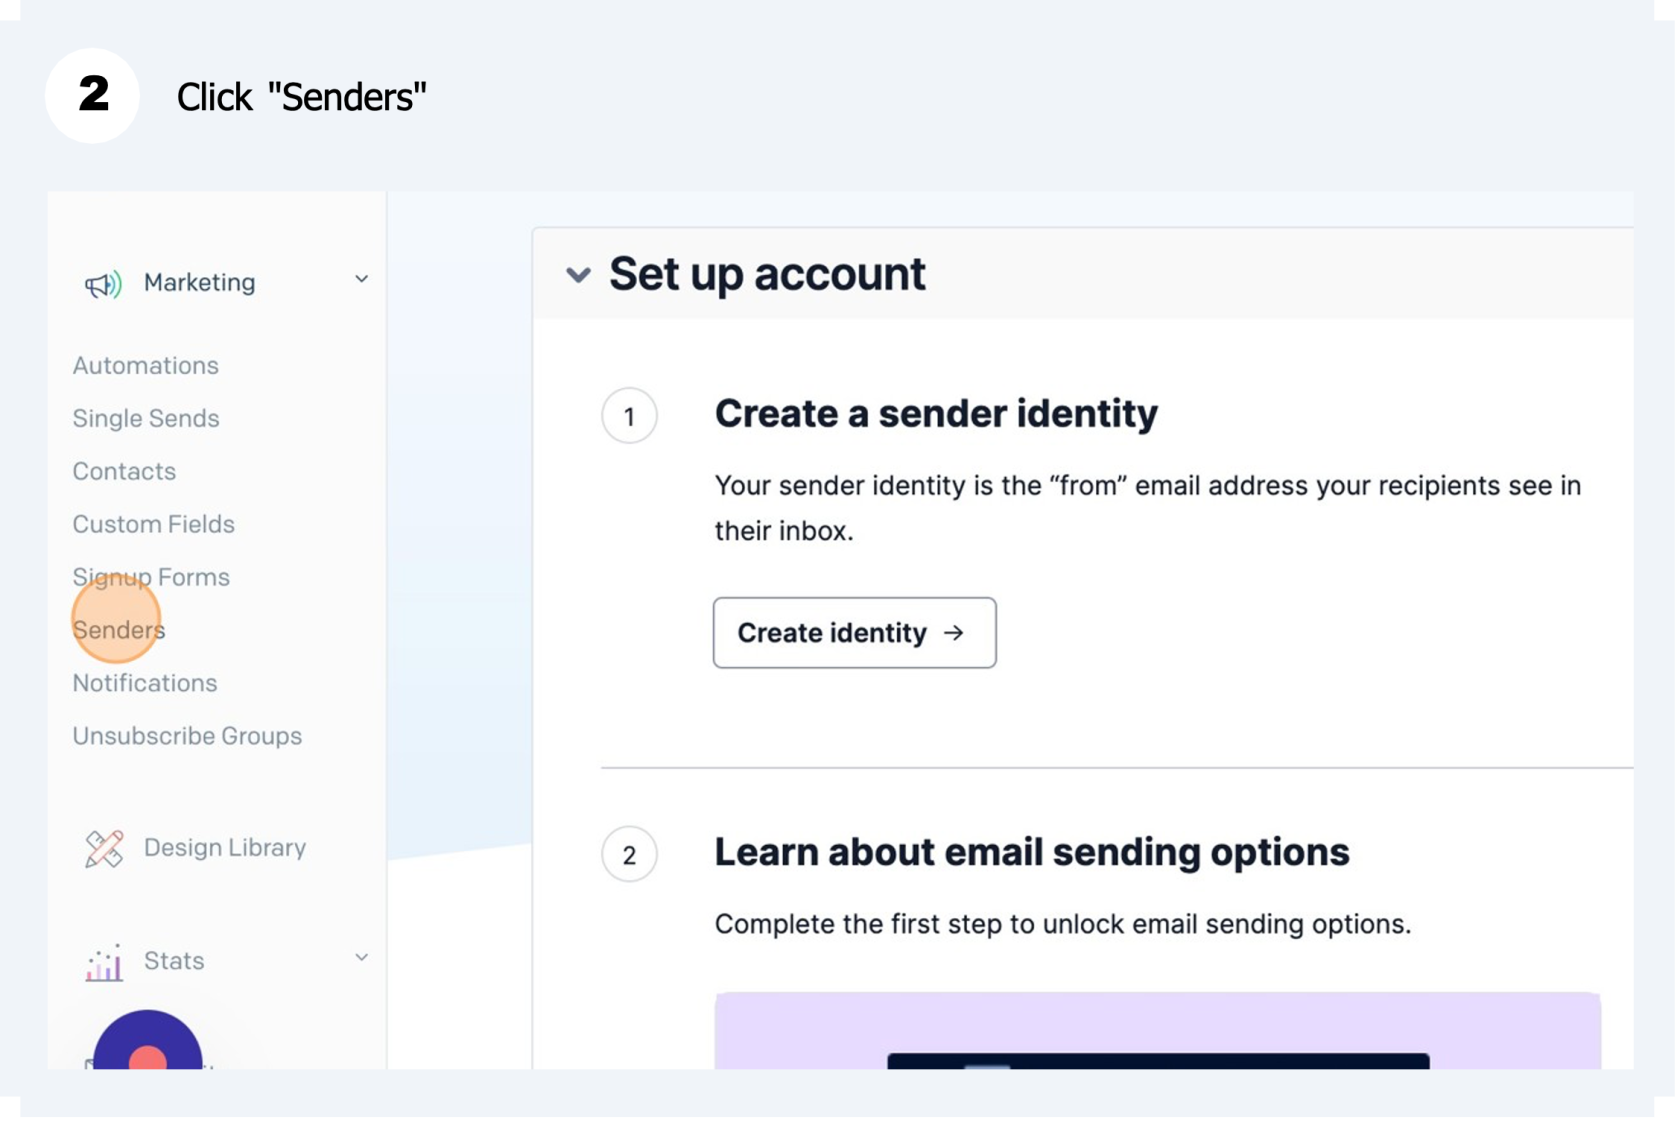 2
Click "Senders"
Marketing
Automations
Single Sends
Contacts
Custom Fields
Signup Forms
Senders
Notifications
Unsubscribe Groups
Design Library
Stats
Set up account
1
Create a sender identity
Your sender identity is the “from” email address your recipients see in
their inbox.
Create identity →
2
Learn about email sending options
Complete the first step to unlock email sending options.